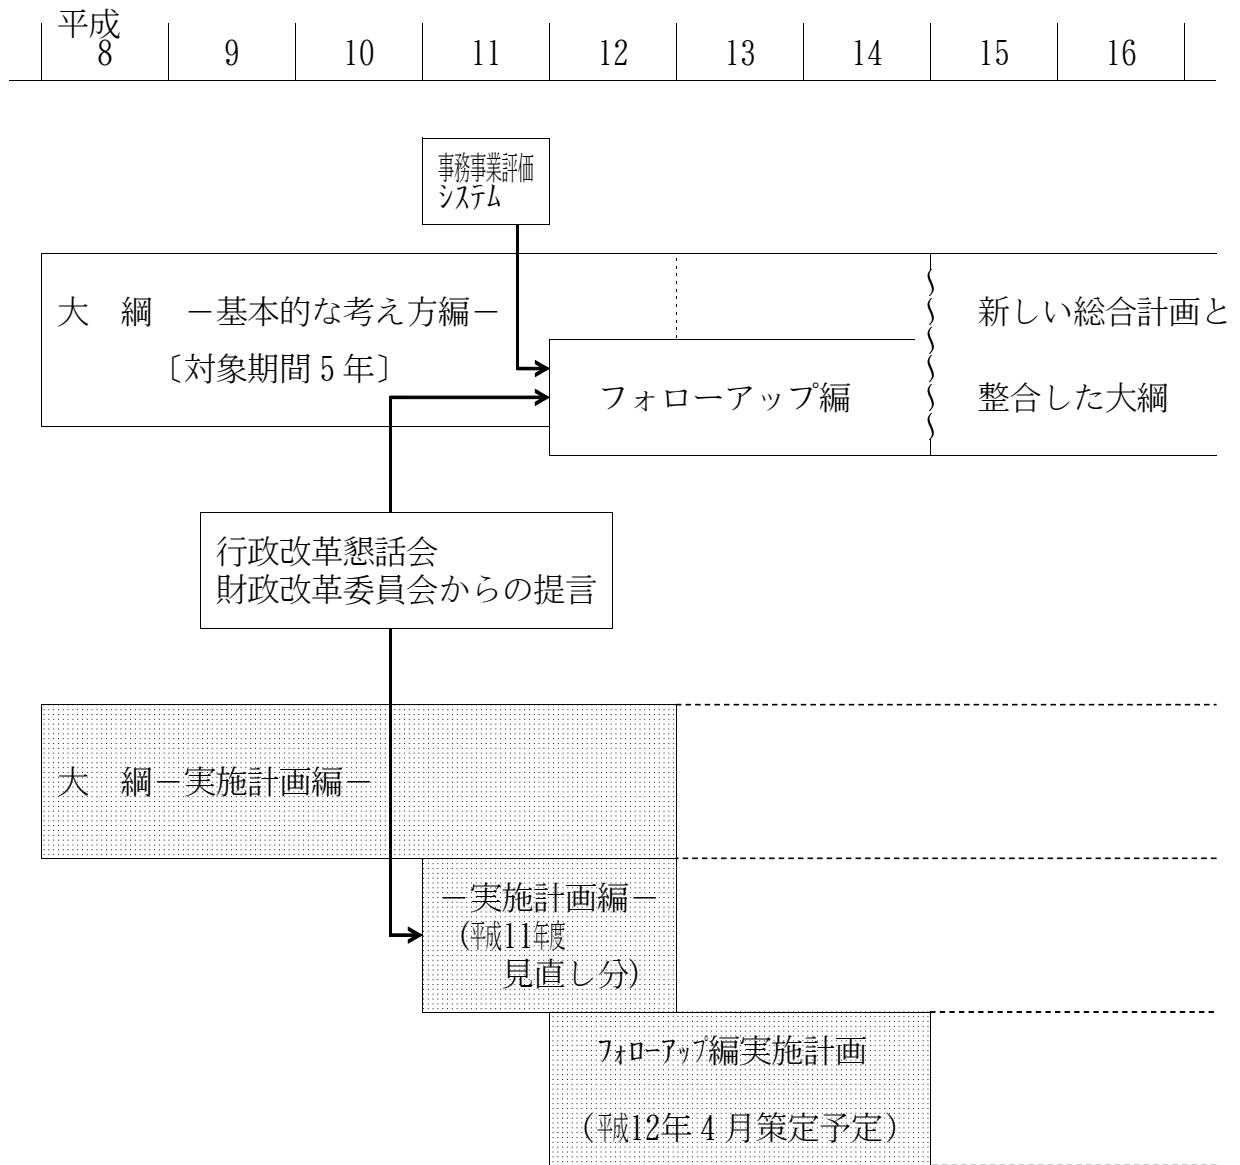 平成
8 9 10 11 12 13 14 15 16
事務事業評価
システム
大　綱　－基本的な考え方編－
〔対象期間５年〕
フォローアップ編
新しい総合計画と
整合した大綱
行政改革懇話会
財政改革委員会からの提言
大　綱－実施計画編－
－実施計画編－
(平成11年度
見直し分)
ﾌｫﾛｰｱｯﾌﾟ編実施計画
（平成12年４月策定予定）